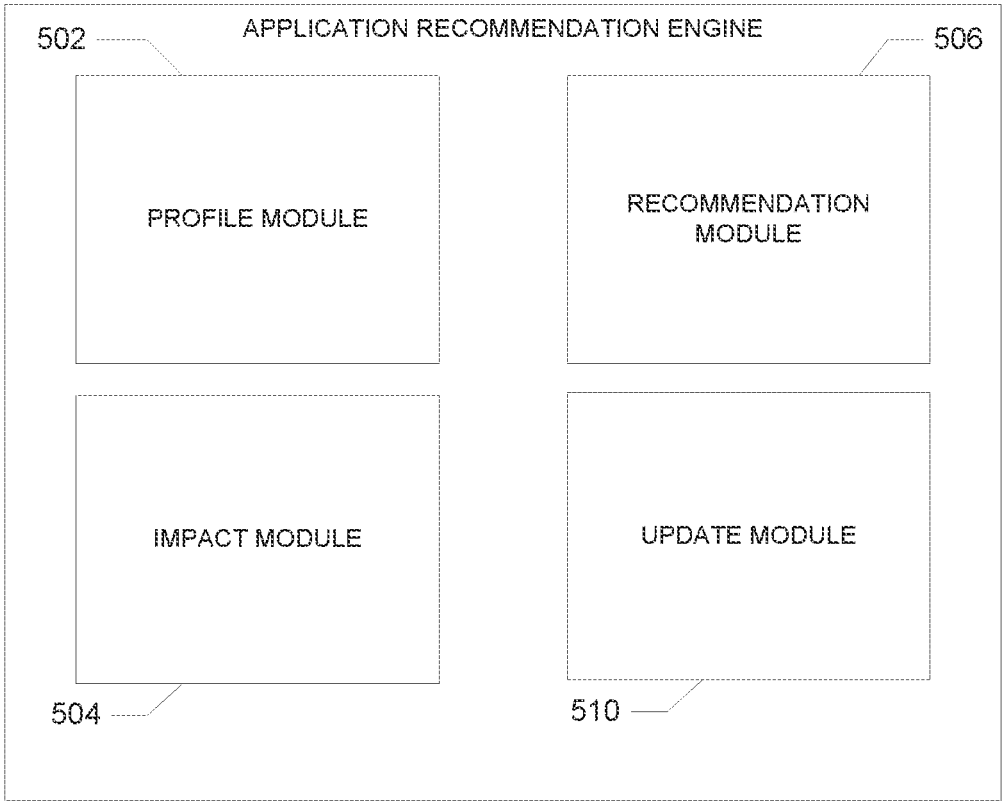 APPLICATION RECOMMENDATION ENGINE
502
506
PROFILE MODULE
RECOMMENDATION
MODULE
IMPACT MODULE
UPDATE MODULE
504
510